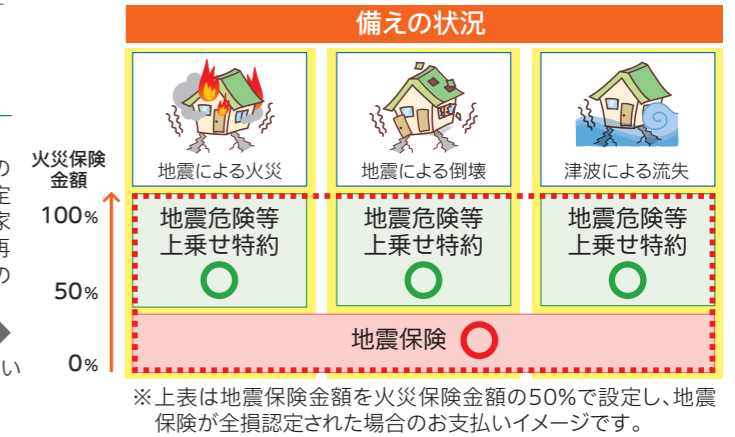 備えの状況
地震による火災
地震による倒壊
津波による流失
の
定
家
再
の
い
火災保険
金額
100%
50%
0%
地震危険等
上乗せ特約
地震危険等
上乗せ特約
地震危険等
上乗せ特約
地震保険
※上表は地震保険金額を火災保険金額の50%で設定し、地震
保険が全損認定された場合のお支払いイメージです。